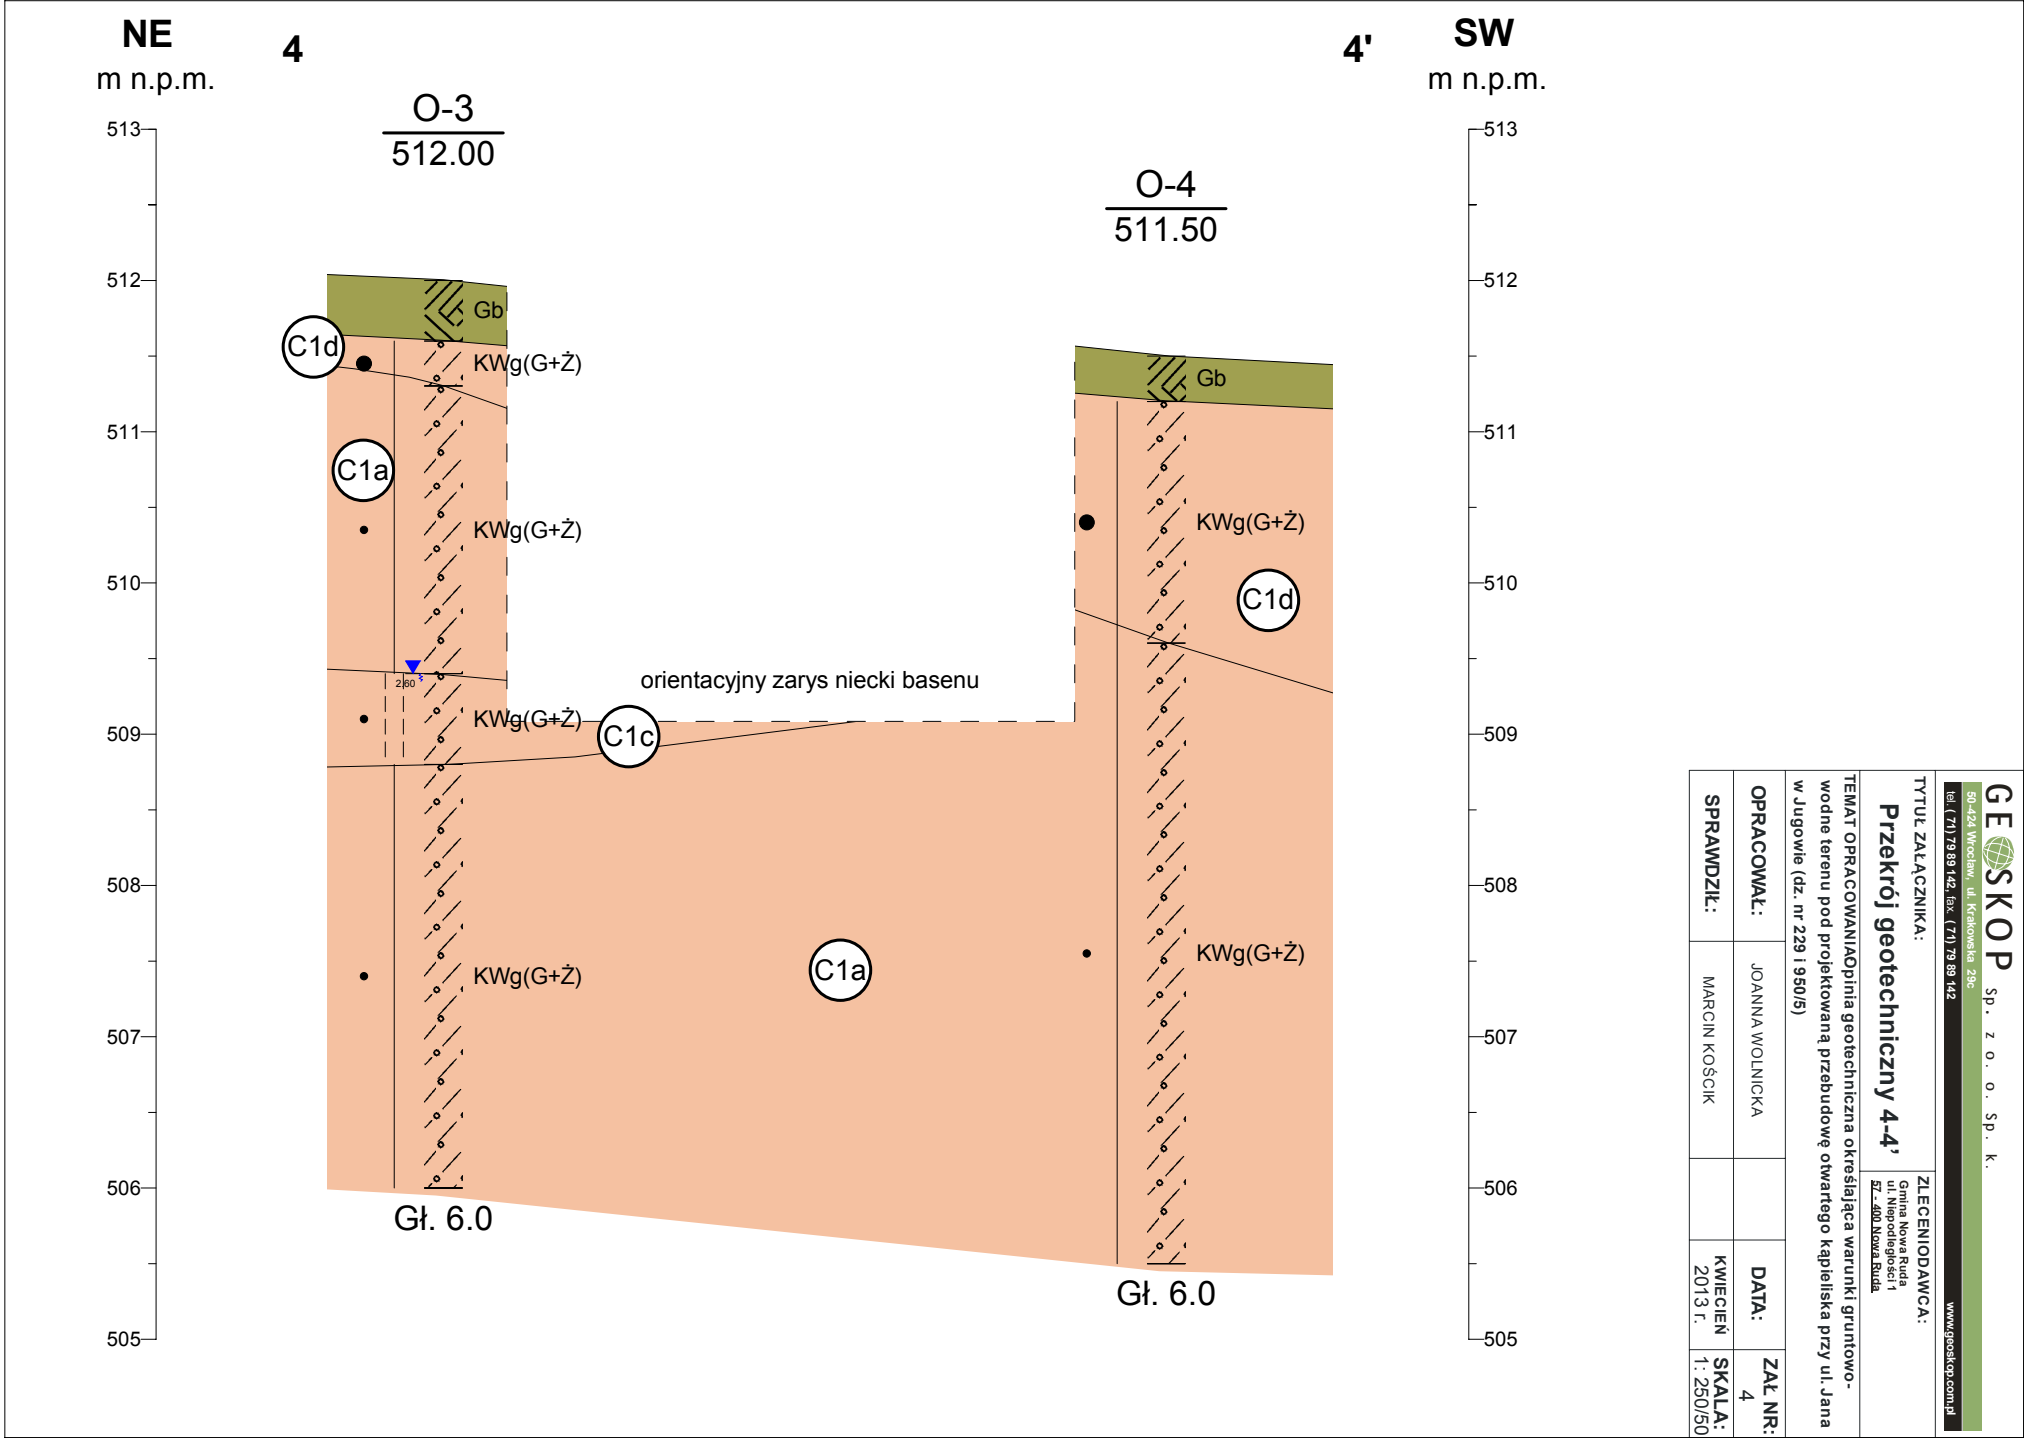 NE
m n.p.m.
4
4'
SW
m n.p.m.
O-3
512.00
O-4
511.50
513
512
511
510
509
508
507
506
505
513
512
511
510
509
508
507
506
505
Gb
C1d
KWg(G+Ż)
C1a
KWg(G+Ż)
2.60
KWg(G+Ż)
C1c
KWg(G+Ż)
Gł. 6.0
orientacyjny zarys niecki basenu
C1a
Gb
KWg(G+Ż)
C1d
KWg(G+Ż)
Gł. 6.0
GEOSKOP Sp. z o. o. Sp. k.
50-424 Wrocław, ul. Krakowska 29c
tel. (71) 79 89 142, fax. (71) 79 89 142 www.geoskop.com.pl
TYTUŁ ZAŁĄCZNIKA:
Przekrój geotechniczny 4-4'
ZLECENIODAWCA:
Gmina Nowa Ruda
ul. Niepodległości 1
57 - 400 Nowa Ruda
TEMAT OPRACOWANIAOpinia geotechniczna określająca warunki gruntowo-
wodne terenu pod projektowaną przebudowę otwartego kąpieliska przy ul. Jana
w Jugowie (dz. nr 229 i 950/5)
OPRACOWAŁ: JOANNA WOLNICKA
DATA:
ZAŁ NR:
4
SPRAWDZIŁ: MARCIN KOŚCIK
KWIECIEŃ
2013 r.
SKALA:
1: 250/50